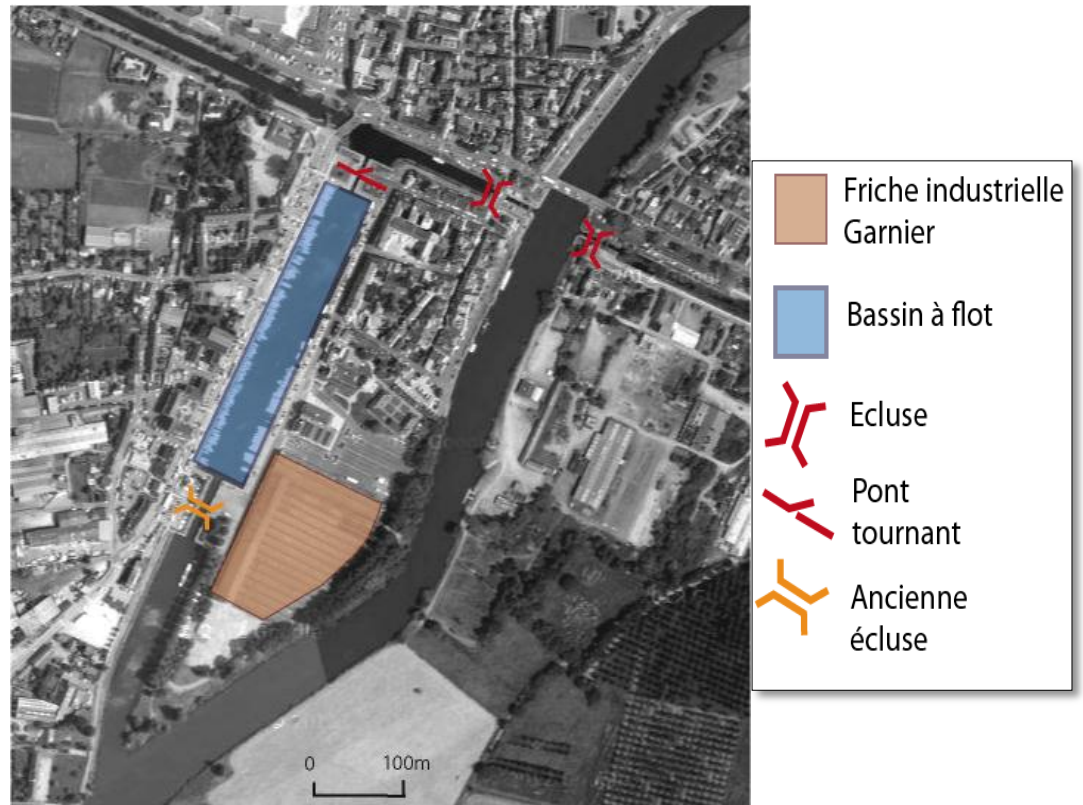 Friche industrielle
Garnier
Bassin à flot
Ecluse
Pont
tournant
Ancienne
écluse
0 100m